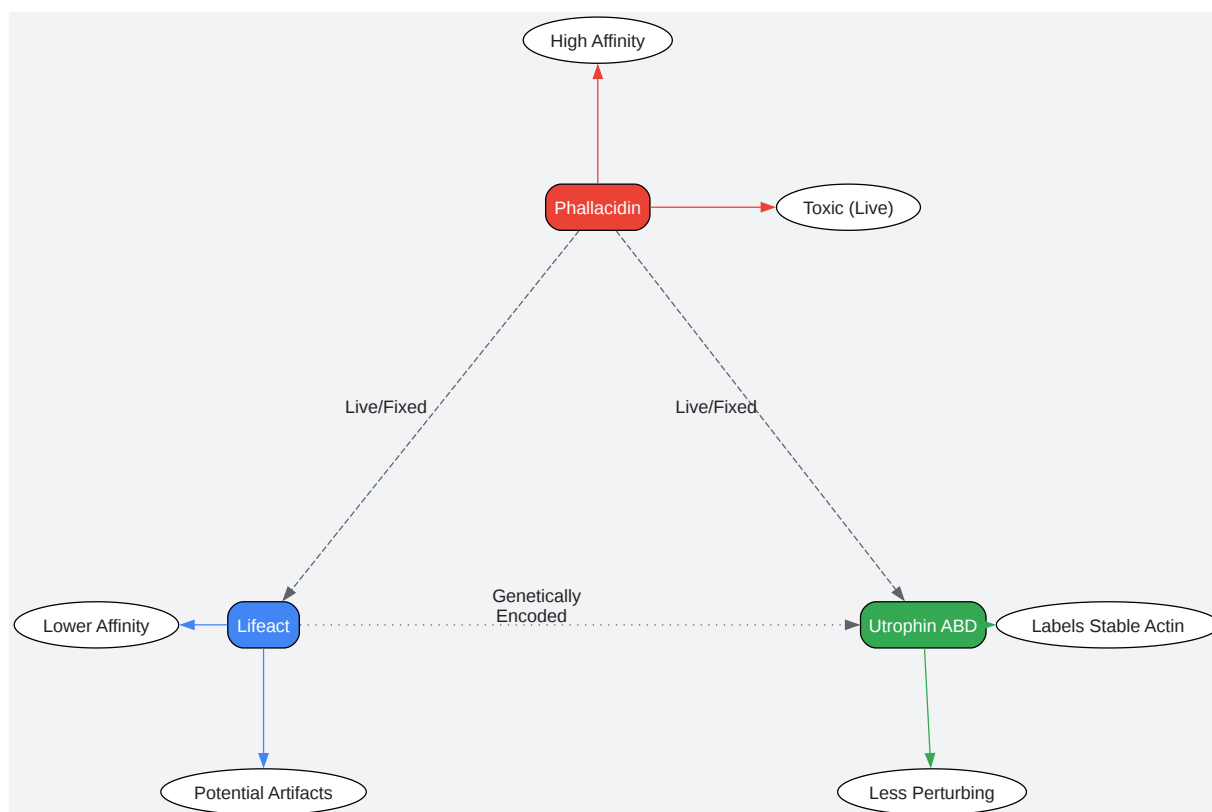 High Affinity
Phallacidin
Toxic (Live)
Live/Fixed
Live/Fixed
Genetically
Encoded
Lower Affinity
Lifeact
Utrophin ABD
Labels Stable Actin
Potential Artifacts
Less Perturbing